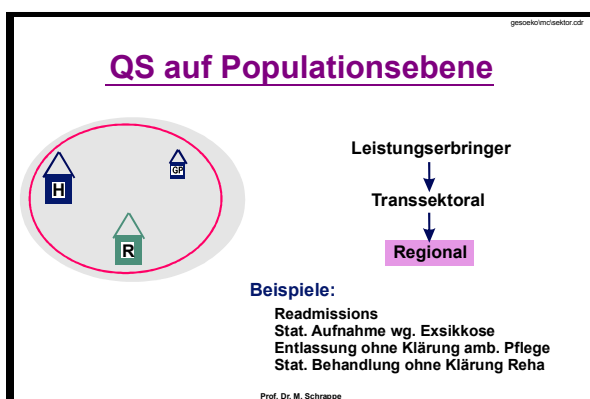 gesoeko\mc\sektor.cdr
QS auf Populationsebene
H
GP
R
Leistungserbringer
Transsektoral
Regional
Beispiele:
Readmissions
Stat. Aufnahme wg. Exsikkose
Entlassung ohne Klärung amb. Pflege
Stat. Behandlung ohne Klärung Reha
Prof. Dr. M. Schrappe